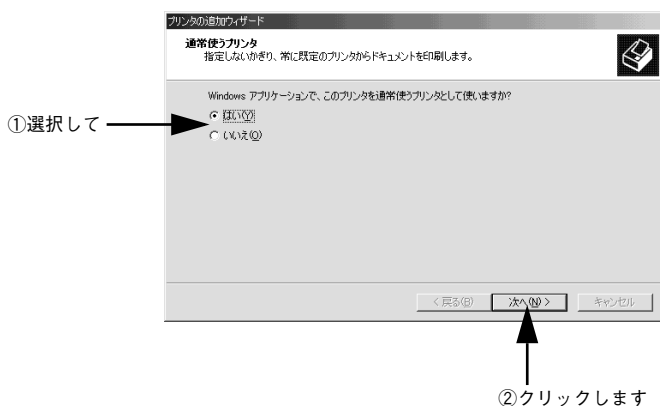 プリンタの追加ウィザード
通常使うプリンタ
指定しないかぎり、常に既定のプリンタからドキュメントを印刷します。
Windows アプリケーションで、このプリンタを通常使うプリンタとして使いますか?
はい(Y)
①選択して
いいえ(O)
< 戻る(B)
次へ(N) >
キャンセル
②クリックします